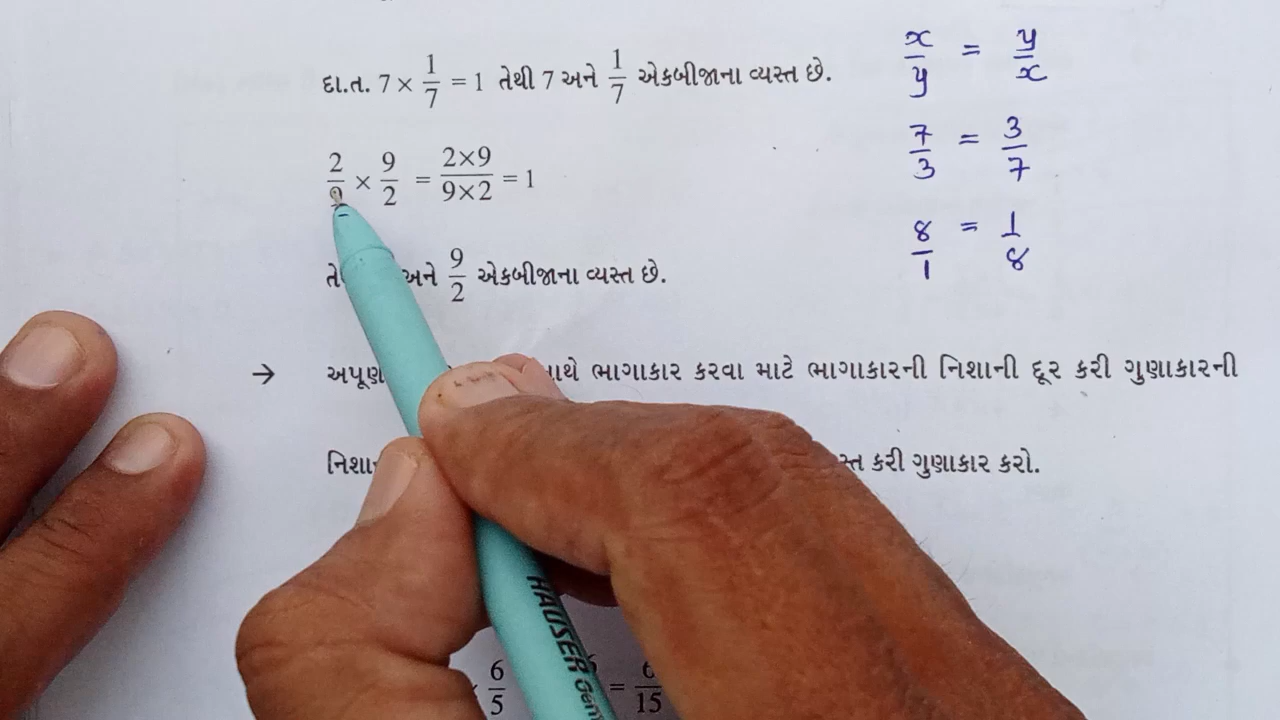 દા.ત. 7 × 1/7 = 1 તેથી 7 અને 1/7 એકબીજાના વ્યસ્ત છે.
x/y = y/x
2/9 × 9/2 = 2×9/9×2 = 1
7/3 = 3/7
અને 9/2 એકબીજાના વ્યસ્ત છે.
8/1 = 1/8
→ ભાગાકાર કરવા માટે ભાગાકારની નિશાની દૂર કરી ગુણાકારની
કરી ગુણાકાર કરો.
HAUSER
6/5 = 6/15